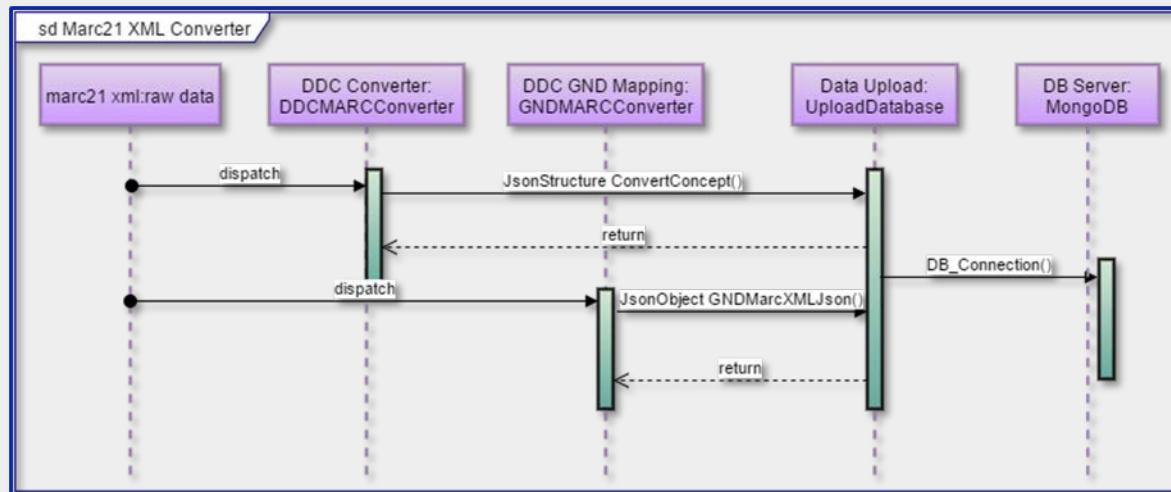 sd Marc21 XML Converter
marc21 xml:raw data
DDC Converter:
DDCMARCConverter
DDC GND Mapping:
GNDMARCConverter
Data Upload:
UploadDatabase
DB Server:
MongoDB
dispatch
JsonStructure ConvertConcept()
return
DB_Connection()
dispatch
JsonObject GNDMarcXMLJson()
return